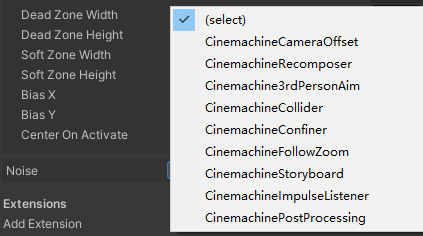 Dead Zone Width
Dead Zone Height
Soft Zone Width
Soft Zone Height
Bias X
Bias Y
Center On Activate
Noise
Extensions
Add Extension
(select)
CinemachineCameraOffset
CinemachineRecomposer
Cinemachine3rdPersonAim
CinemachineCollider
CinemachineConfiner
CinemachineFollowZoom
CinemachineStoryboard
CinemachineImpulseListener
CinemachinePostProcessing